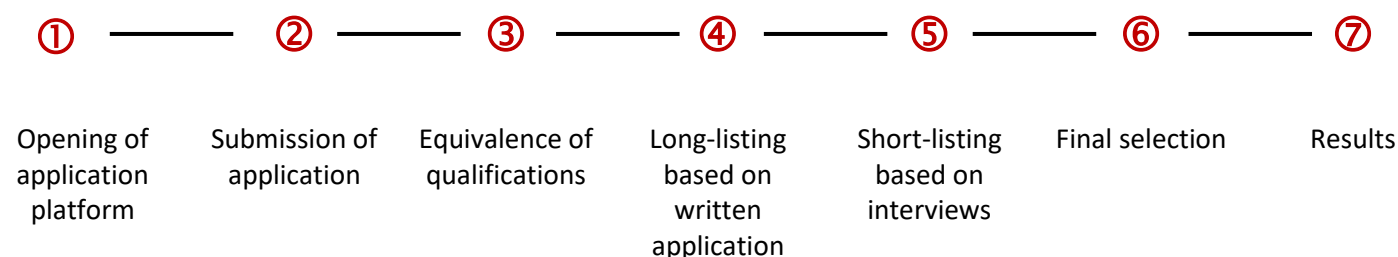 ① ② ③ ④ ⑤ ⑥ ⑦
Opening of
application
platform
Submission of
application
Equivalence of
qualifications
Long-listing
based on
written
application
Short-listing
based on
interviews
Final selection
Results